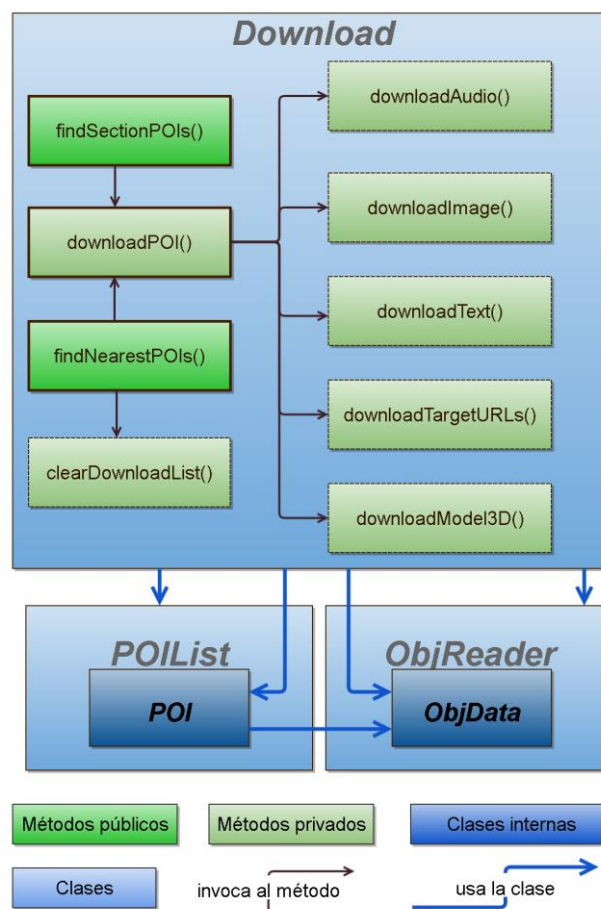 Download
findSectionPOIs()
downloadPOI()
findNearestPOIs()
clearDownloadList()
downloadAudio()
downloadImage()
downloadText()
downloadTargetURLs()
downloadModel3D()
POIList
POI
ObjReader
ObjData
Métodos públicos
Métodos privados
Clases internas
Clases
invoca al método
usa la clase